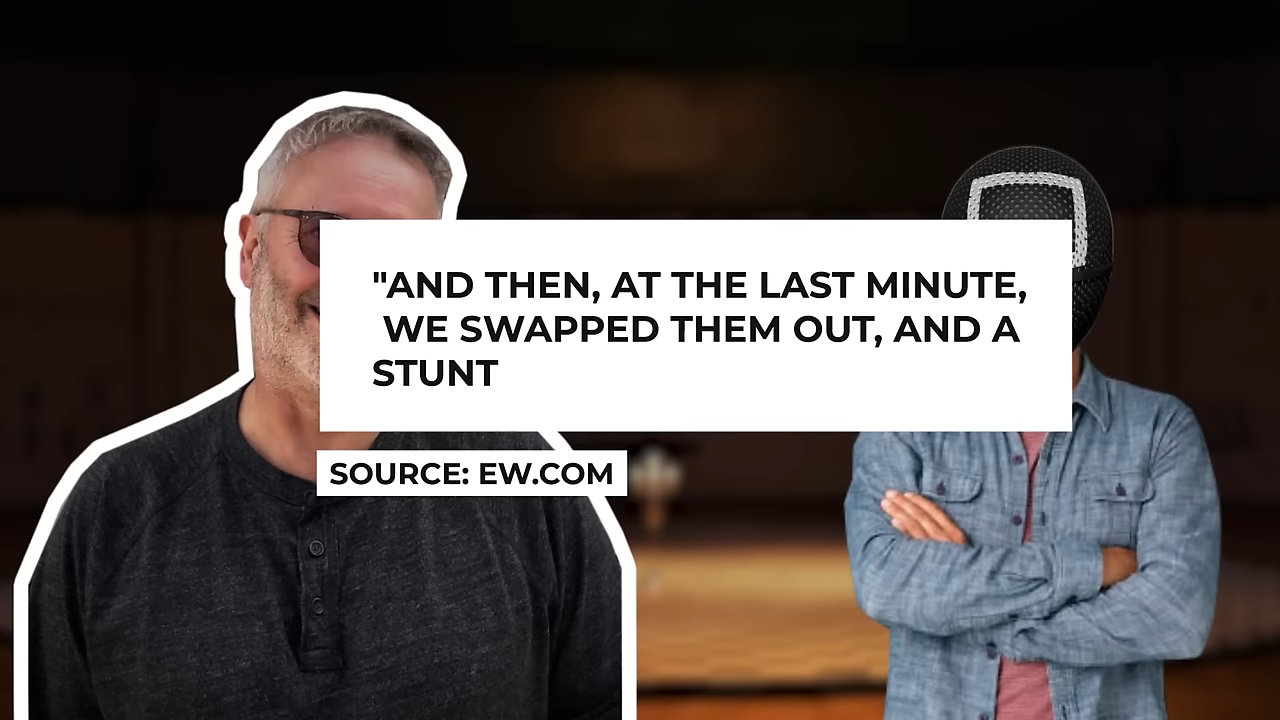 "AND THEN, AT THE LAST MINUTE,
WE SWAPPED THEM OUT, AND A
STUNT
SOURCE: EW.COM